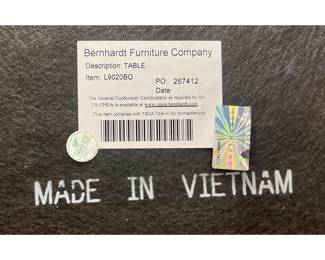 Bernhardt Furniture Company
Description: TABLE
Item: L9020BO
PO: 267412
Date:
The General Conformity Certificate(s) as required by the
US CPSIA is available at www.cpsia.bernhardt.com
This item complies with TSCA Title VI for formaldehyde
MADE IN VIETNAM